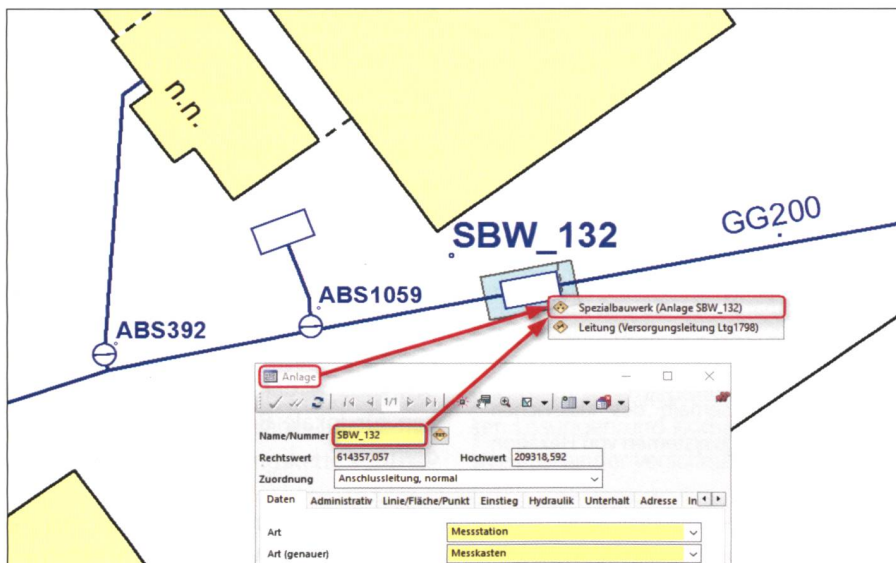 n.n.
GG200
SBW_132
ABS1059
ABS392
Spezialbauwerk (Anlage SBW_132)
Leitung (Versorgungsleitung Ltg1798)
Anlage
1/1
Name/Nummer SBW_132
Rechtswert 614357,057 Hochwert 209318,592
Zuordnung Anschlussleitung, normal
Daten Administrativ Linie/Fläche/Punkt Einstieg Hydraulik Unterhalt Adresse In
Art Messstation
Art (genauer) Messkasten